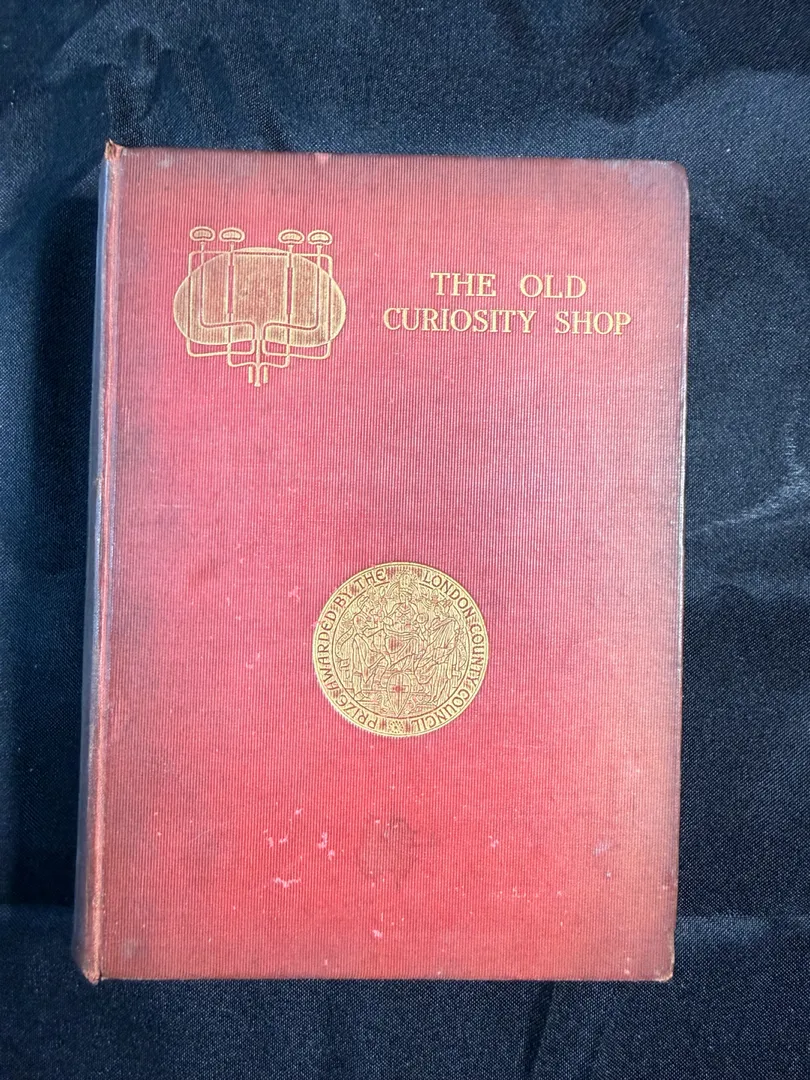 THE OLD
CURIOSITY SHOP
PRIZE·AWARDED·BY·THE LONDON·COUNTY·COUNCIL